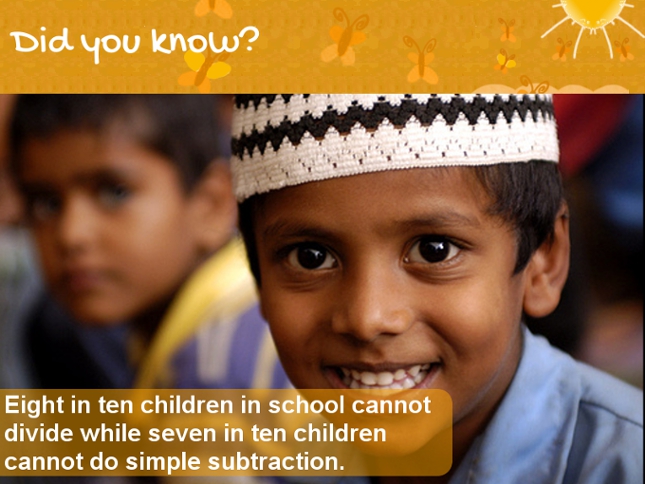 Did you know?
Eight in ten children in school cannot
divide while seven in ten children
cannot do simple subtraction.